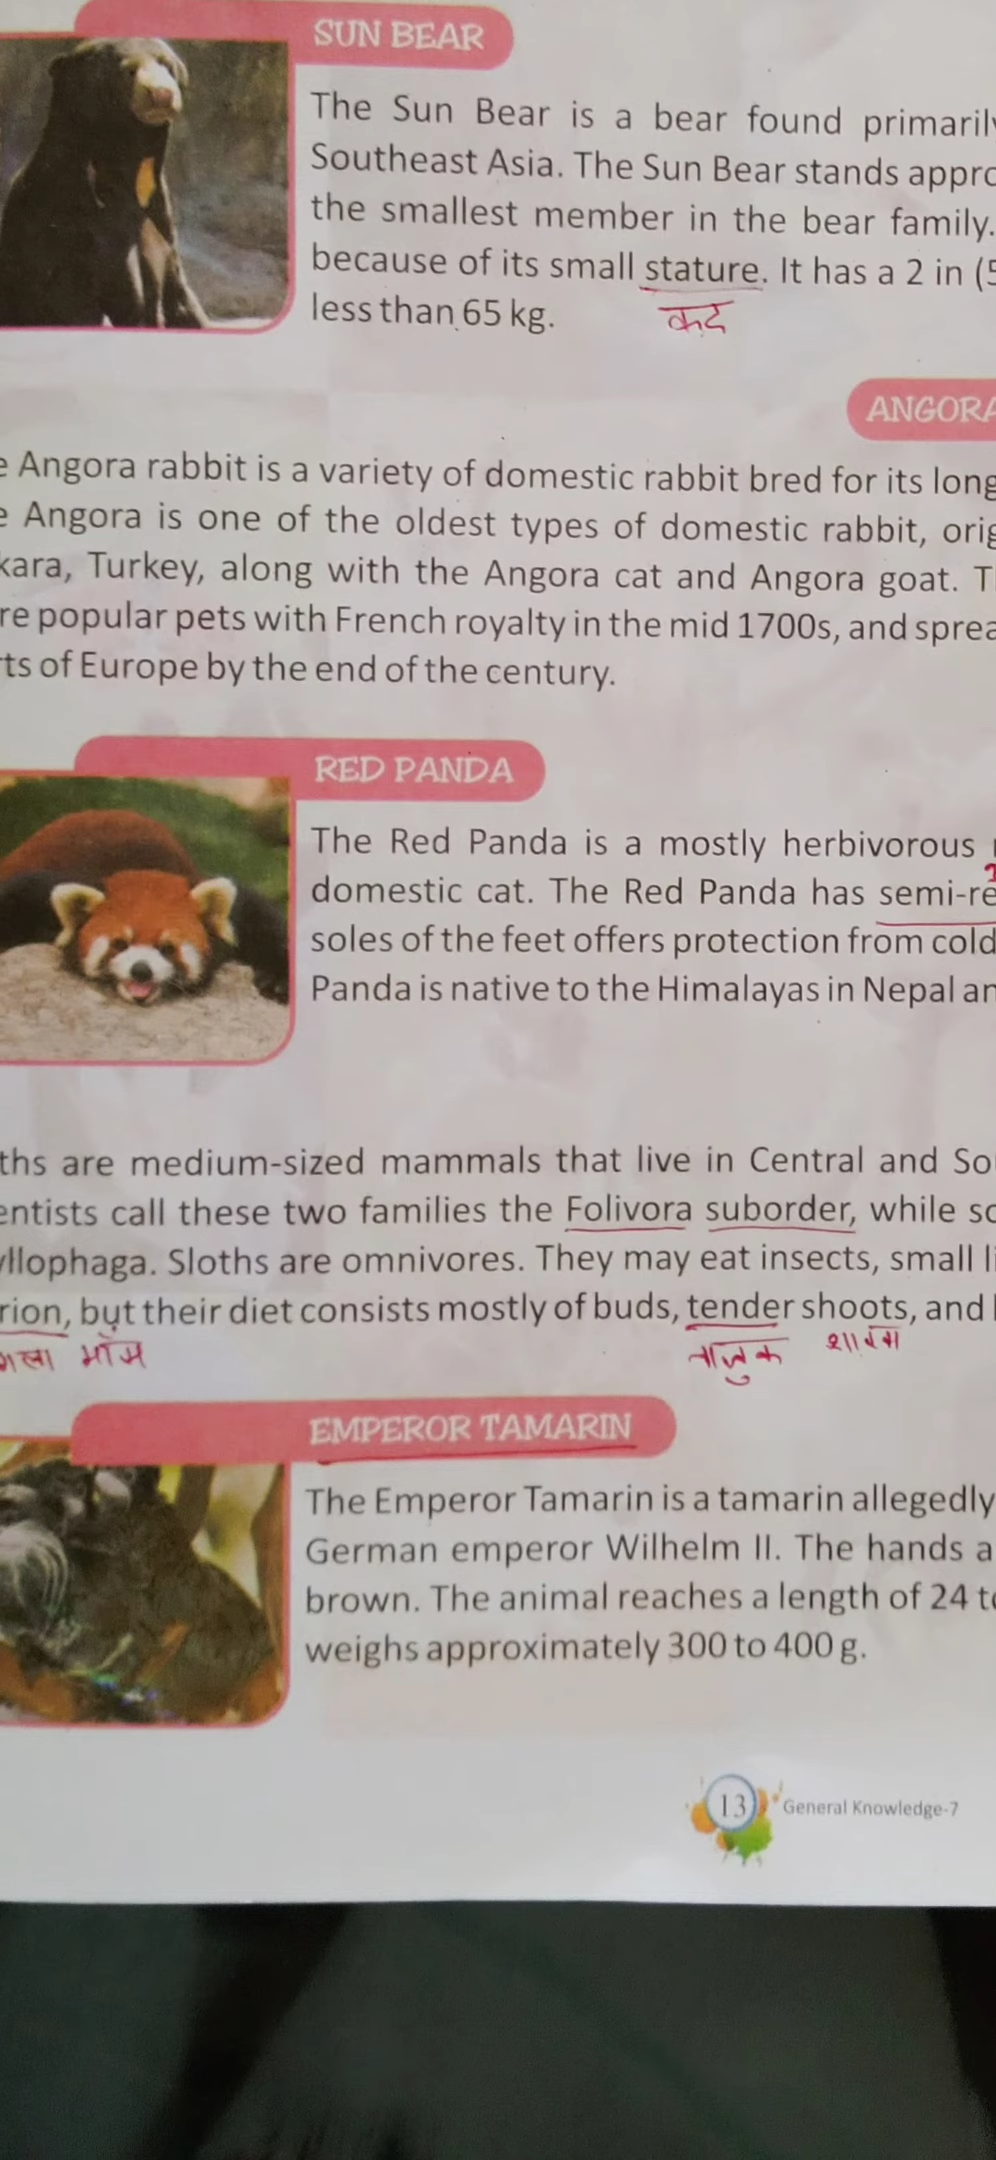 SUN BEAR
The Sun Bear is a bear found primaril
Southeast Asia. The Sun Bear stands appro
the smallest member in the bear family.
because of its small stature. It has a 2 in (5
less than 65 kg.
कद
ANGORA
e Angora rabbit is a variety of domestic rabbit bred for its long
e Angora is one of the oldest types of domestic rabbit, orig
kara, Turkey, along with the Angora cat and Angora goat. T
re popular pets with French royalty in the mid 1700s, and sprea
ts of Europe by the end of the century.
RED PANDA
The Red Panda is a mostly herbivorous
domestic cat. The Red Panda has semi-re
soles of the feet offers protection from cold
Panda is native to the Himalayas in Nepal an
ths are medium-sized mammals that live in Central and So
entists call these two families the Folivora suborder, while so
yllophaga. Sloths are omnivores. They may eat insects, small li
rion, but their diet consists mostly of buds, tender shoots, and
नाजुक
EMPEROR TAMARIN
The Emperor Tamarin is a tamarin allegedly
German emperor Wilhelm II. The hands a
brown. The animal reaches a length of 24 to
weighs approximately 300 to 400 g.
13 General Knowledge-7